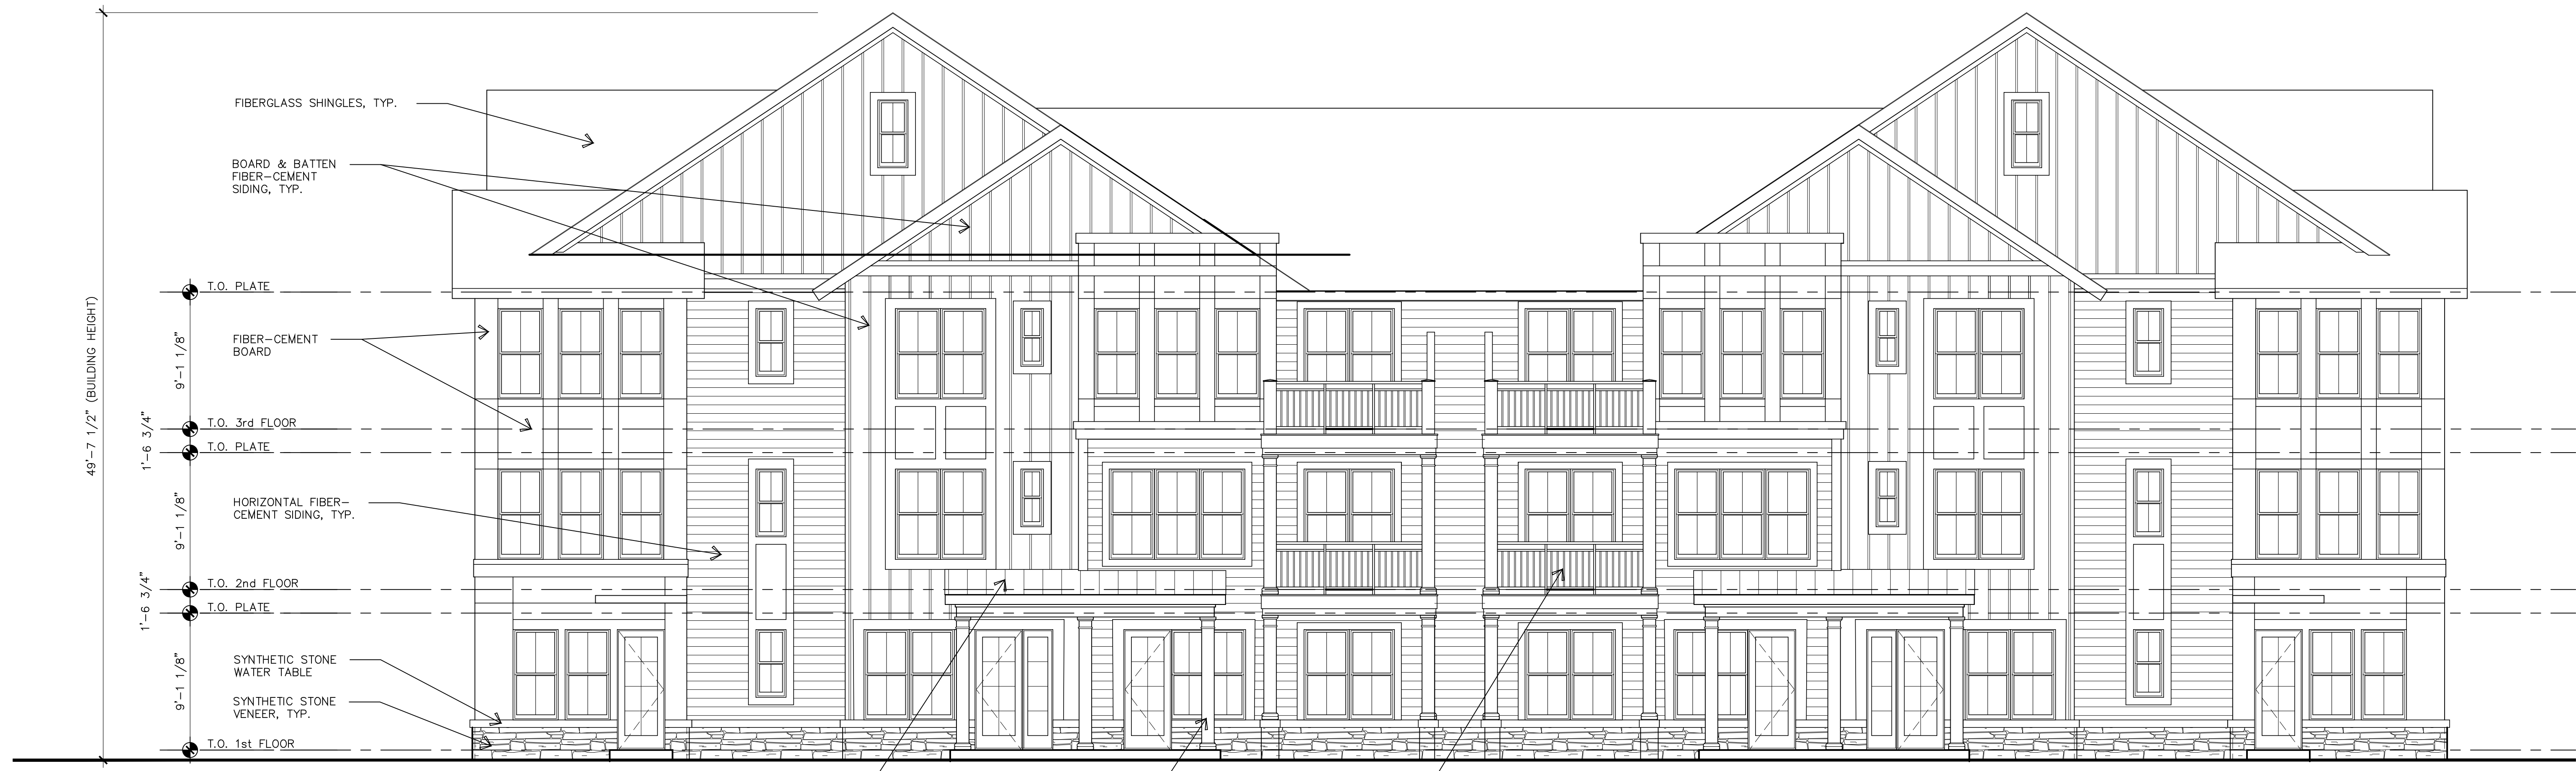 FIBERGLASS SHINGLES, TYP.
BOARD & BATTEN
FIBER-CEMENT
SIDING, TYP.
49'-7 1/2" (BUILDING HEIGHT)
T.O. PLATE
9'-1 1/8"
FIBER-CEMENT
BOARD
T.O. 3rd FLOOR
1'-6 3/4"
T.O. PLATE
9'-1 1/8"
HORIZONTAL FIBER-
CEMENT SIDING, TYP.
T.O. 2nd FLOOR
1'-6 3/4"
T.O. PLATE
9'-1 1/8"
SYNTHETIC STONE
WATER TABLE
SYNTHETIC STONE
VENEER, TYP.
T.O. 1st FLOOR